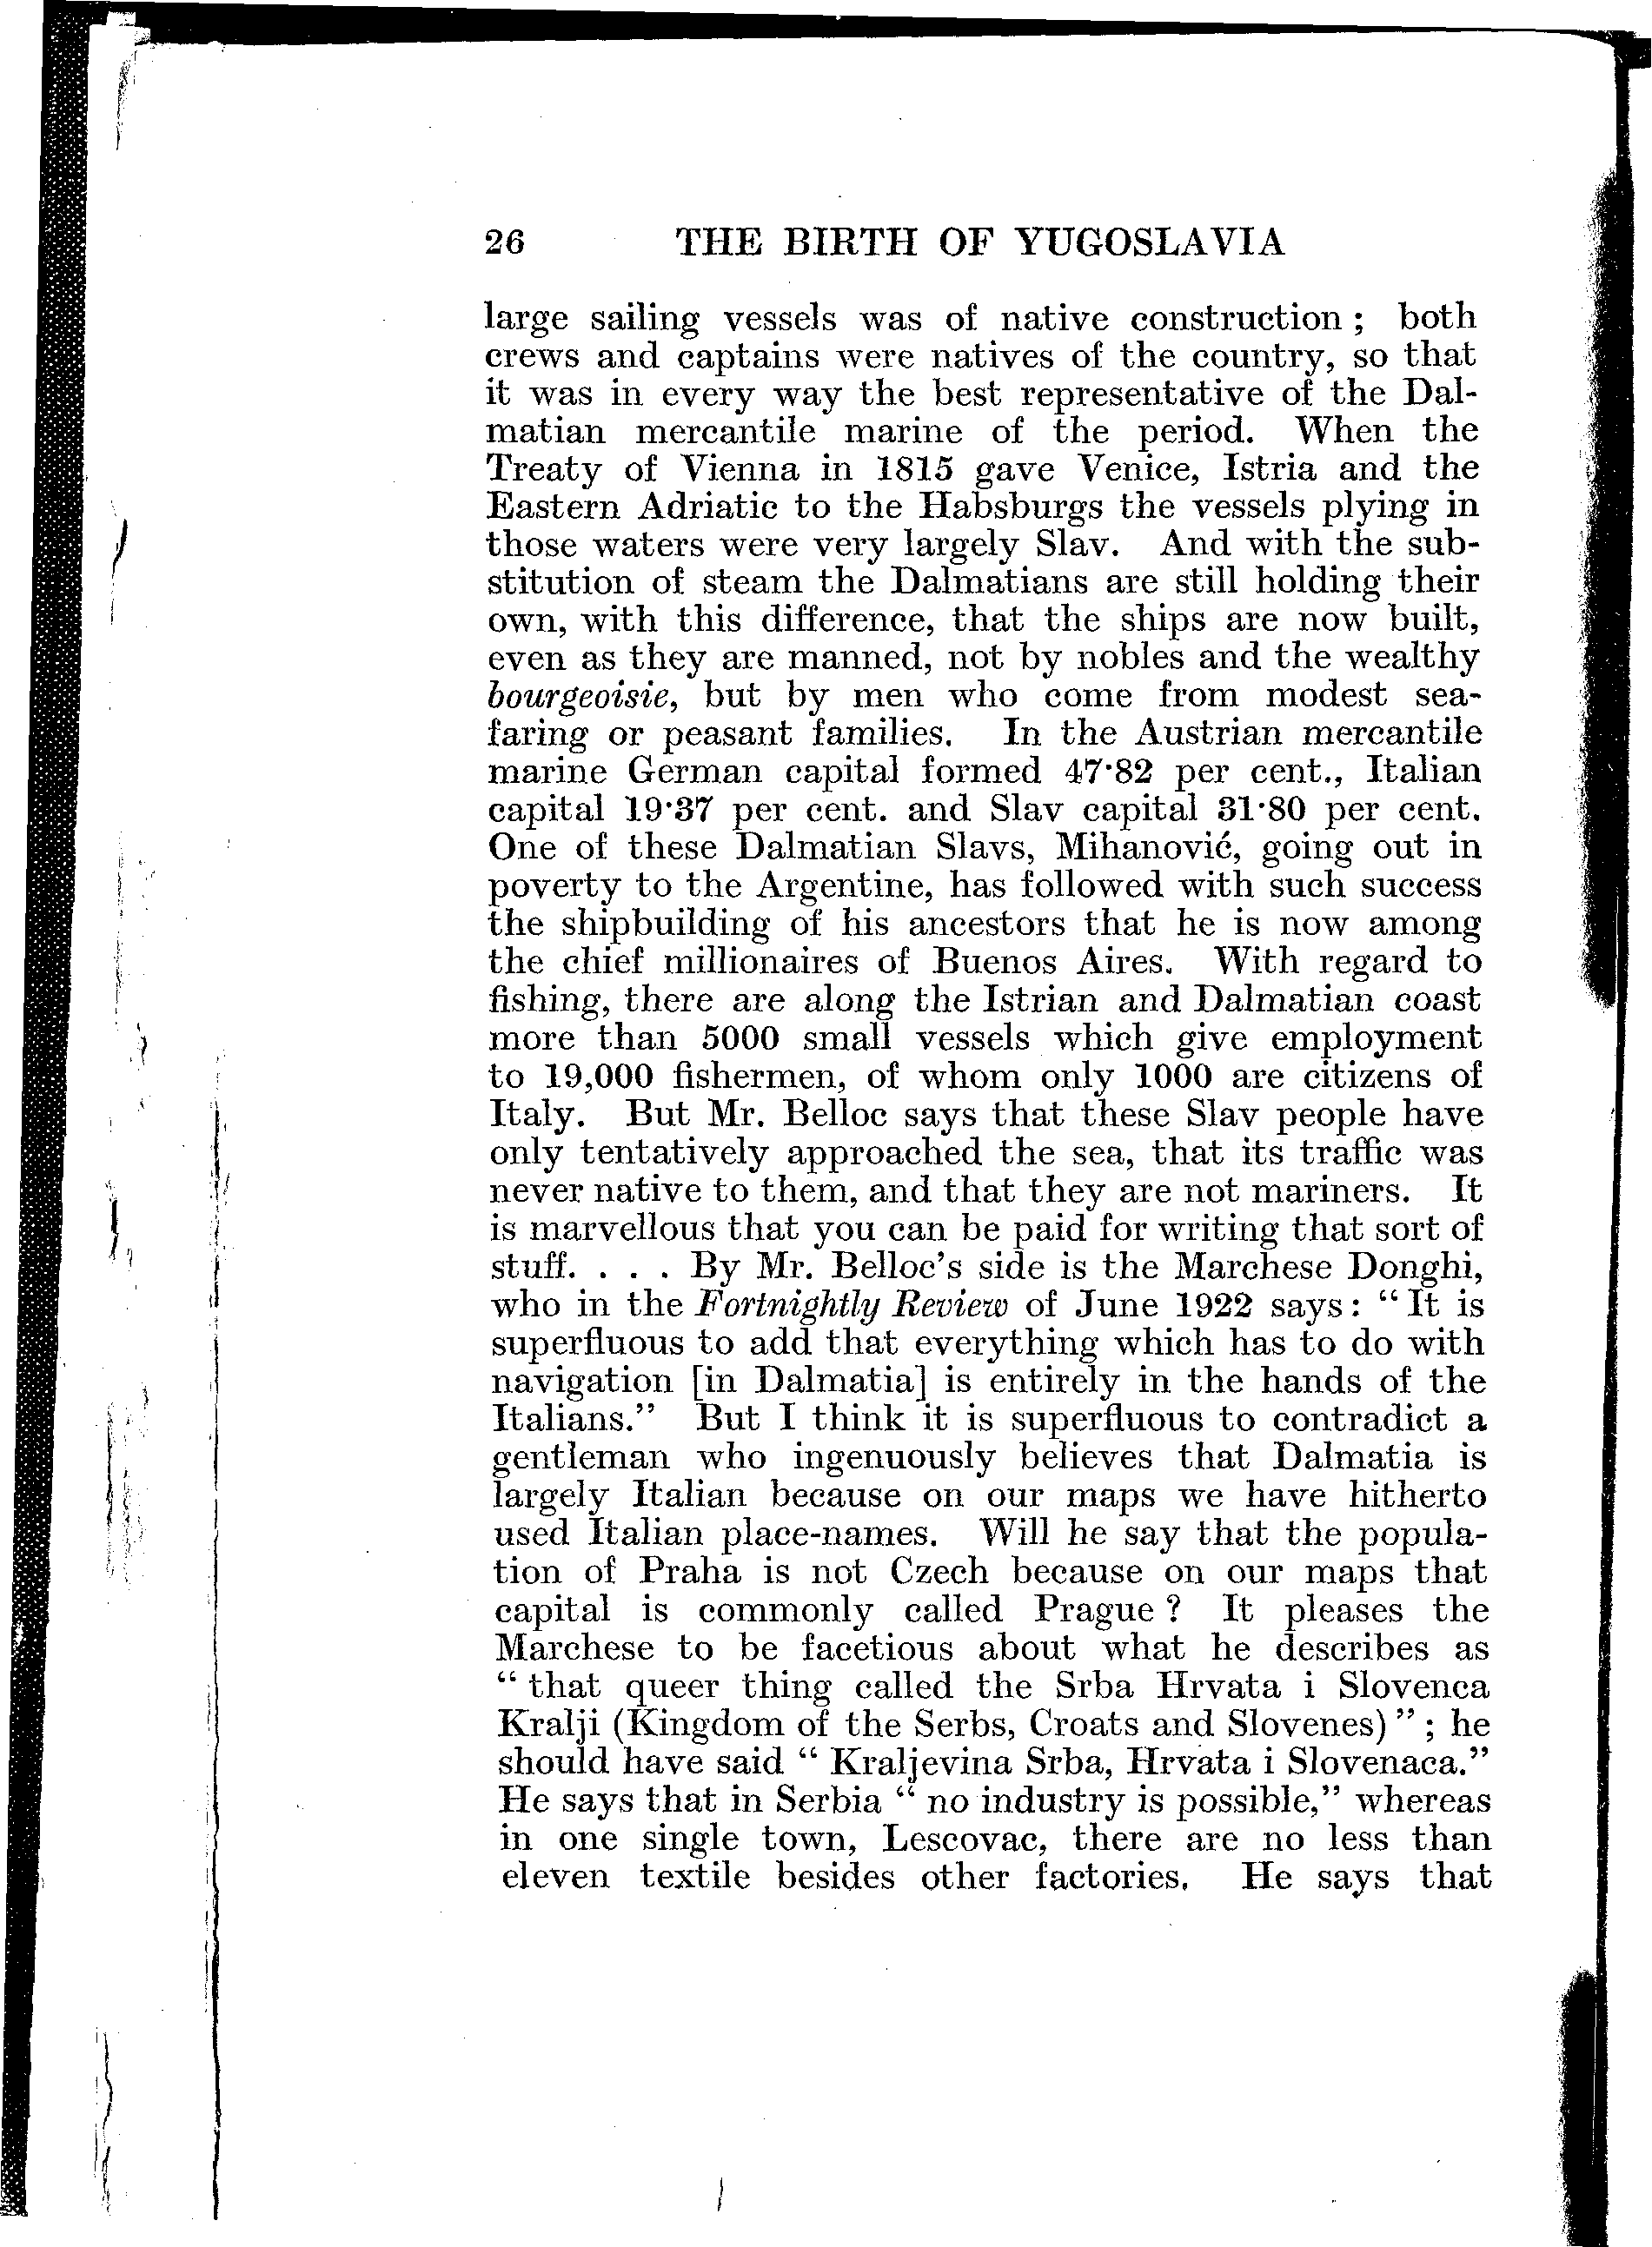 26 THE BIRTH OF YUGOSLAVIA
large sailing vessels was of native construction ; both
crews and captains were natives of the country, so that
it was in every way the best representative of the Dal-
matian mercantile marine of the period. When the
Treaty of Vienna in 1815 gave Venice, Istria and the
Eastern Adriatic to the Habsburgs the vessels plying in
those waters were very largely Slav. And with the sub-
stitution of steam the Dalmatians are still holding their
own, with this difference, that the ships are now built,
even as they are manned, not by nobles and the wealthy
bourgeoisie, but by men who come from modest sea-
faring or peasant families. In the Austrian mercantile
marine German capital formed 47·82 per cent., Italian
capital 19·37 per cent. and Slav capital 31·80 per cent.
One of these Dalmatian Slavs, Mihanović, going out in
poverty to the Argentine, has followed with such success
the shipbuilding of his ancestors that he is now among
the chief millionaires of Buenos Aires. With regard to
fishing, there are along the Istrian and Dalmatian coast
more than 5000 small vessels which give employment
to 19,000 fishermen, of whom only 1000 are citizens of
Italy. But Mr. Belloc says that these Slav people have
only tentatively approached the sea, that its traffic was
never native to them, and that they are not mariners. It
is marvellous that you can be paid for writing that sort of
stuff. . . . By Mr. Belloc's side is the Marchese Donghi,
who in the Fortnightly Review of June 1922 says: " It is
superfluous to add that everything which has to do with
navigation [in Dalmatia] is entirely in the hands of the
Italians." But I think it is superfluous to contradict a
gentleman who ingenuously believes that Dalmatia is
largely Italian because on our maps we have hitherto
used Italian place-names. Will he say that the popula-
tion of Praha is not Czech because on our maps that
capital is commonly called Prague ? It pleases the
Marchese to be facetious about what he describes as
" that queer thing called the Srba Hrvata i Slovenca
Kralji (Kingdom of the Serbs, Croats and Slovenes) " ; he
should have said " Kraljevina Srba, Hrvata i Slovenaca."
He says that in Serbia " no industry is possible," whereas
in one single town, Lescovac, there are no less than
eleven textile besides other factories. He says that